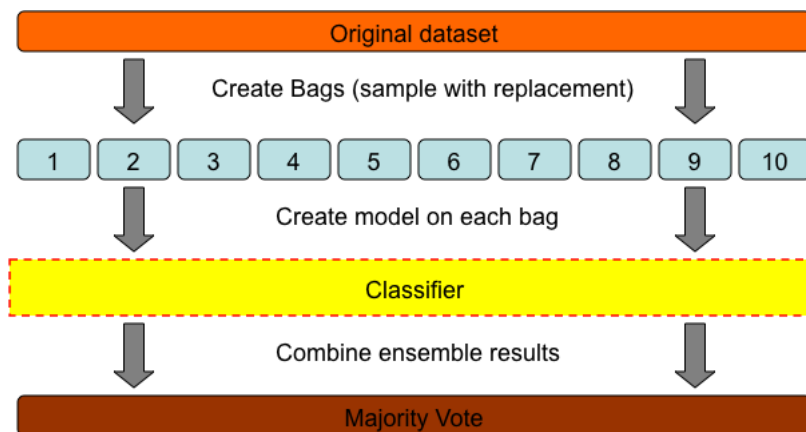 Original dataset
Create Bags (sample with replacement)
1 2 3 4 5 6 7 8 9 10
Create model on each bag
Classifier
Combine ensemble results
Majority Vote